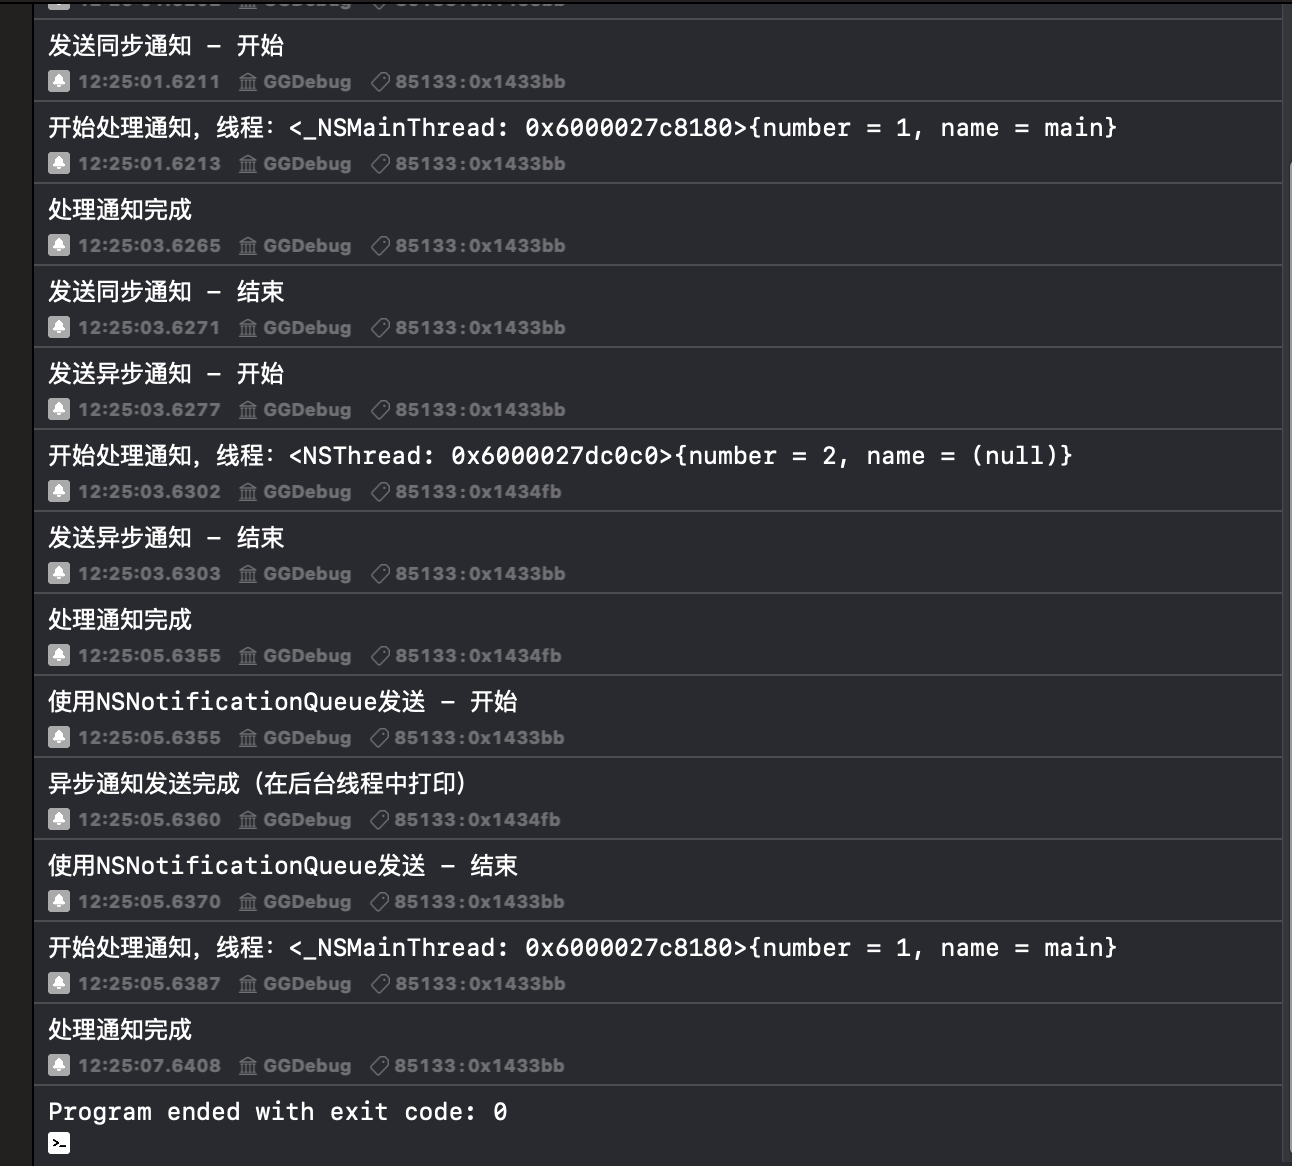 发送同步通知 – 开始
12:25:01.6211 GGDebug 85133:0x1433bb
开始处理通知，线程：<_NSMainThread: 0x6000027c8180>{number = 1, name = main}
12:25:01.6213 GGDebug 85133:0x1433bb
处理通知完成
12:25:03.6265 GGDebug 85133:0x1433bb
发送同步通知 – 结束
12:25:03.6271 GGDebug 85133:0x1433bb
发送异步通知 – 开始
12:25:03.6277 GGDebug 85133:0x1433bb
开始处理通知，线程：<NSThread: 0x6000027dc0c0>{number = 2, name = (null)}
12:25:03.6302 GGDebug 85133:0x1434fb
发送异步通知 – 结束
12:25:03.6303 GGDebug 85133:0x1433bb
处理通知完成
12:25:05.6355 GGDebug 85133:0x1434fb
使用NSNotificationQueue发送 – 开始
12:25:05.6355 GGDebug 85133:0x1433bb
异步通知发送完成（在后台线程中打印）
12:25:05.6360 GGDebug 85133:0x1434fb
使用NSNotificationQueue发送 – 结束
12:25:05.6370 GGDebug 85133:0x1433bb
开始处理通知，线程：<_NSMainThread: 0x6000027c8180>{number = 1, name = main}
12:25:05.6387 GGDebug 85133:0x1433bb
处理通知完成
12:25:07.6408 GGDebug 85133:0x1433bb
Program ended with exit code: 0